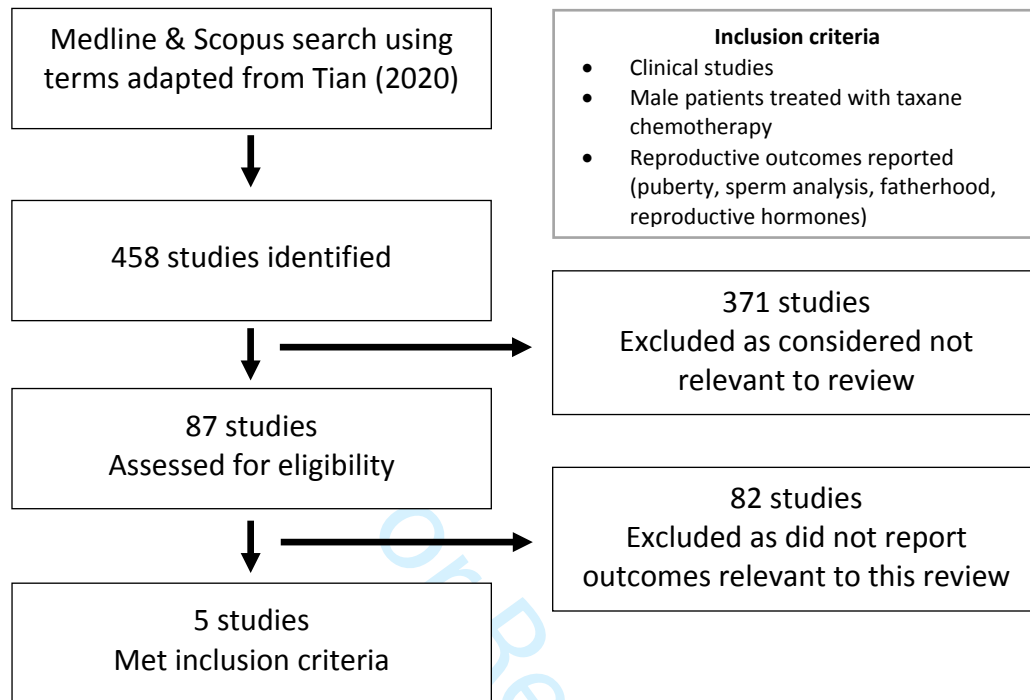 Medline & Scopus search using
terms adapted from Tian (2020)
Inclusion criteria
• Clinical studies
• Male patients treated with taxane
chemotherapy
• Reproductive outcomes reported
(puberty, sperm analysis, fatherhood,
reproductive hormones)
458 studies identified
371 studies
Excluded as considered not
relevant to review
87 studies
Assessed for eligibility
82 studies
Excluded as did not report
outcomes relevant to this review
5 studies
Met inclusion criteria
or Re